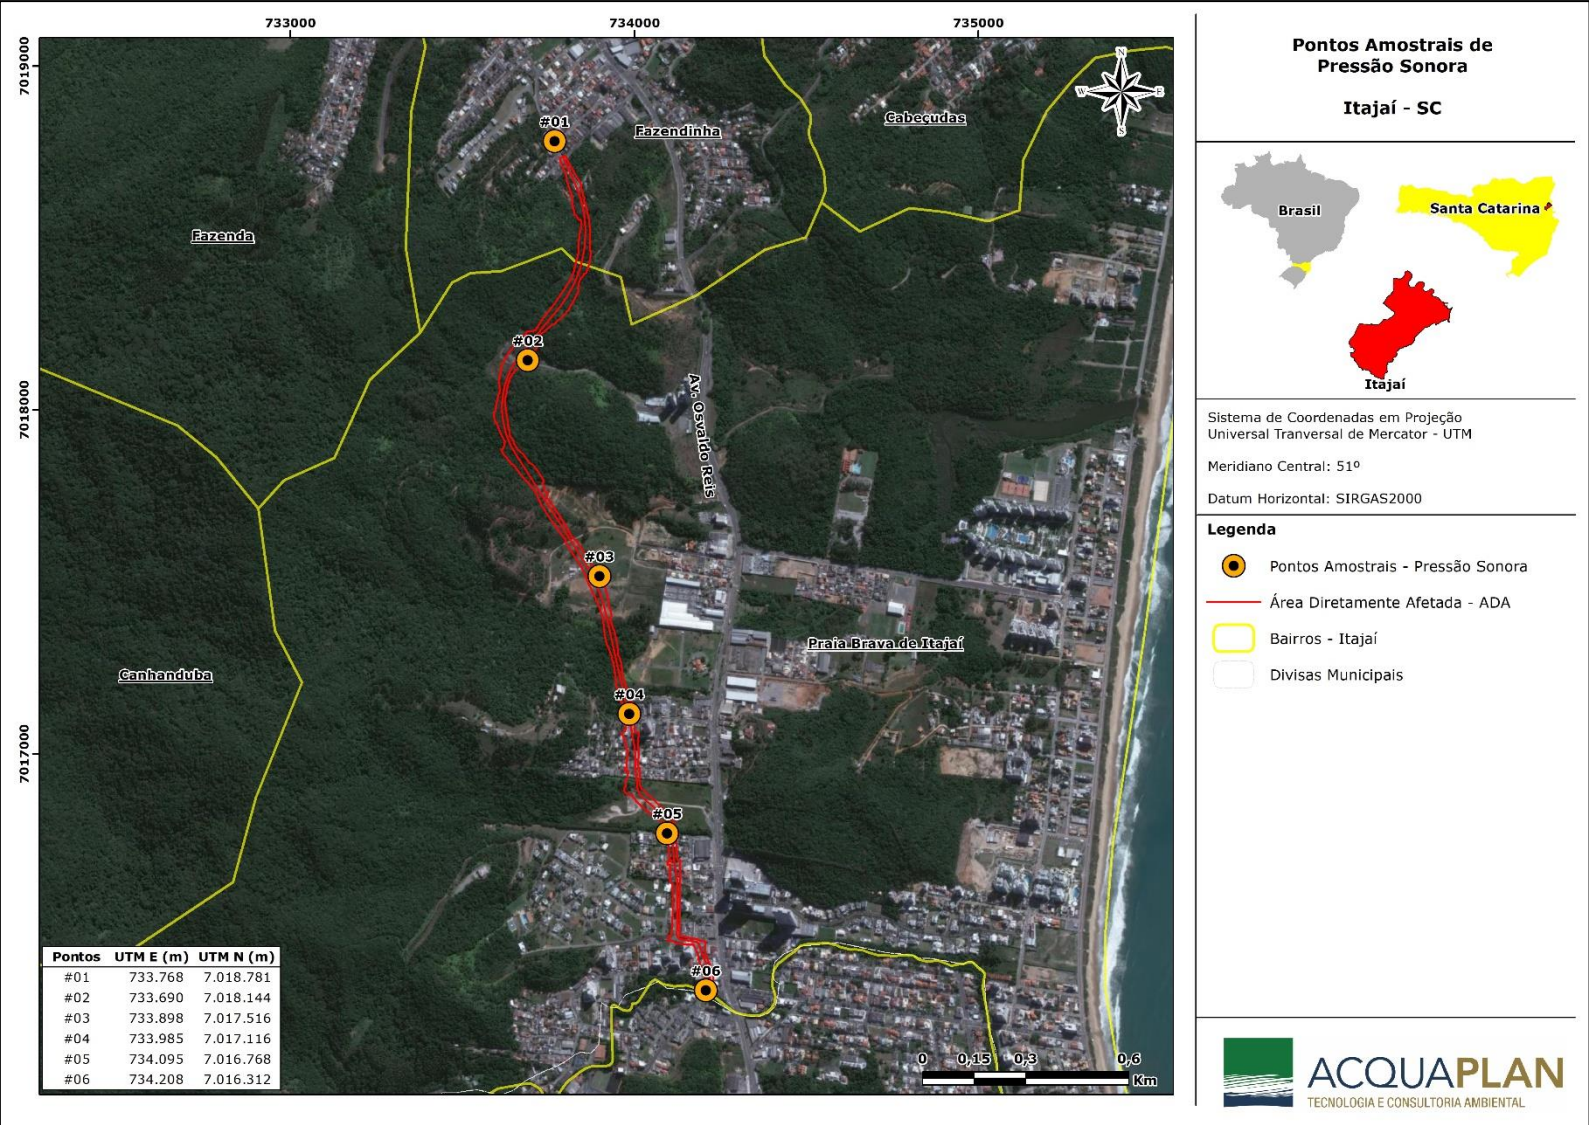 733000
734000
735000
7019000
7018000
7017000
N
W
E
S
#01
Fazendinha
Cabeçudas
Fazenda
#02
Av. Osvaldo Reis
#03
Praia Brava de Itajaí
Canhanduba
#04
#05
#06
Pontos UTM E (m) UTM N (m)
#01 733.768 7.018.781
#02 733.690 7.018.144
#03 733.898 7.017.516
#04 733.985 7.017.116
#05 734.095 7.016.768
#06 734.208 7.016.312
0 0,15 0,3 0,6
Km
Pontos Amostrais de
Pressão Sonora
Itajaí - SC
Brasil
Santa Catarina
Itajaí
Sistema de Coordenadas em Projeção
Universal Tranversal de Mercator - UTM
Meridiano Central: 51º
Datum Horizontal: SIRGAS2000
Legenda
Pontos Amostrais - Pressão Sonora
Área Diretamente Afetada - ADA
Bairros - Itajaí
Divisas Municipais
ACQUAPLAN
TECNOLOGIA E CONSULTORIA AMBIENTAL